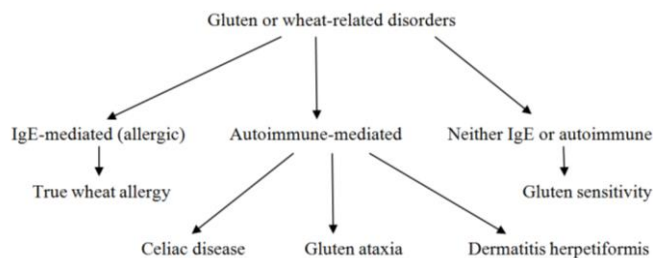 Gluten or wheat-related disorders
IgE-mediated (allergic)
Autoimmune-mediated
Neither IgE or autoimmune
True wheat allergy
Gluten sensitivity
Celiac disease
Gluten ataxia
Dermatitis herpetiformis